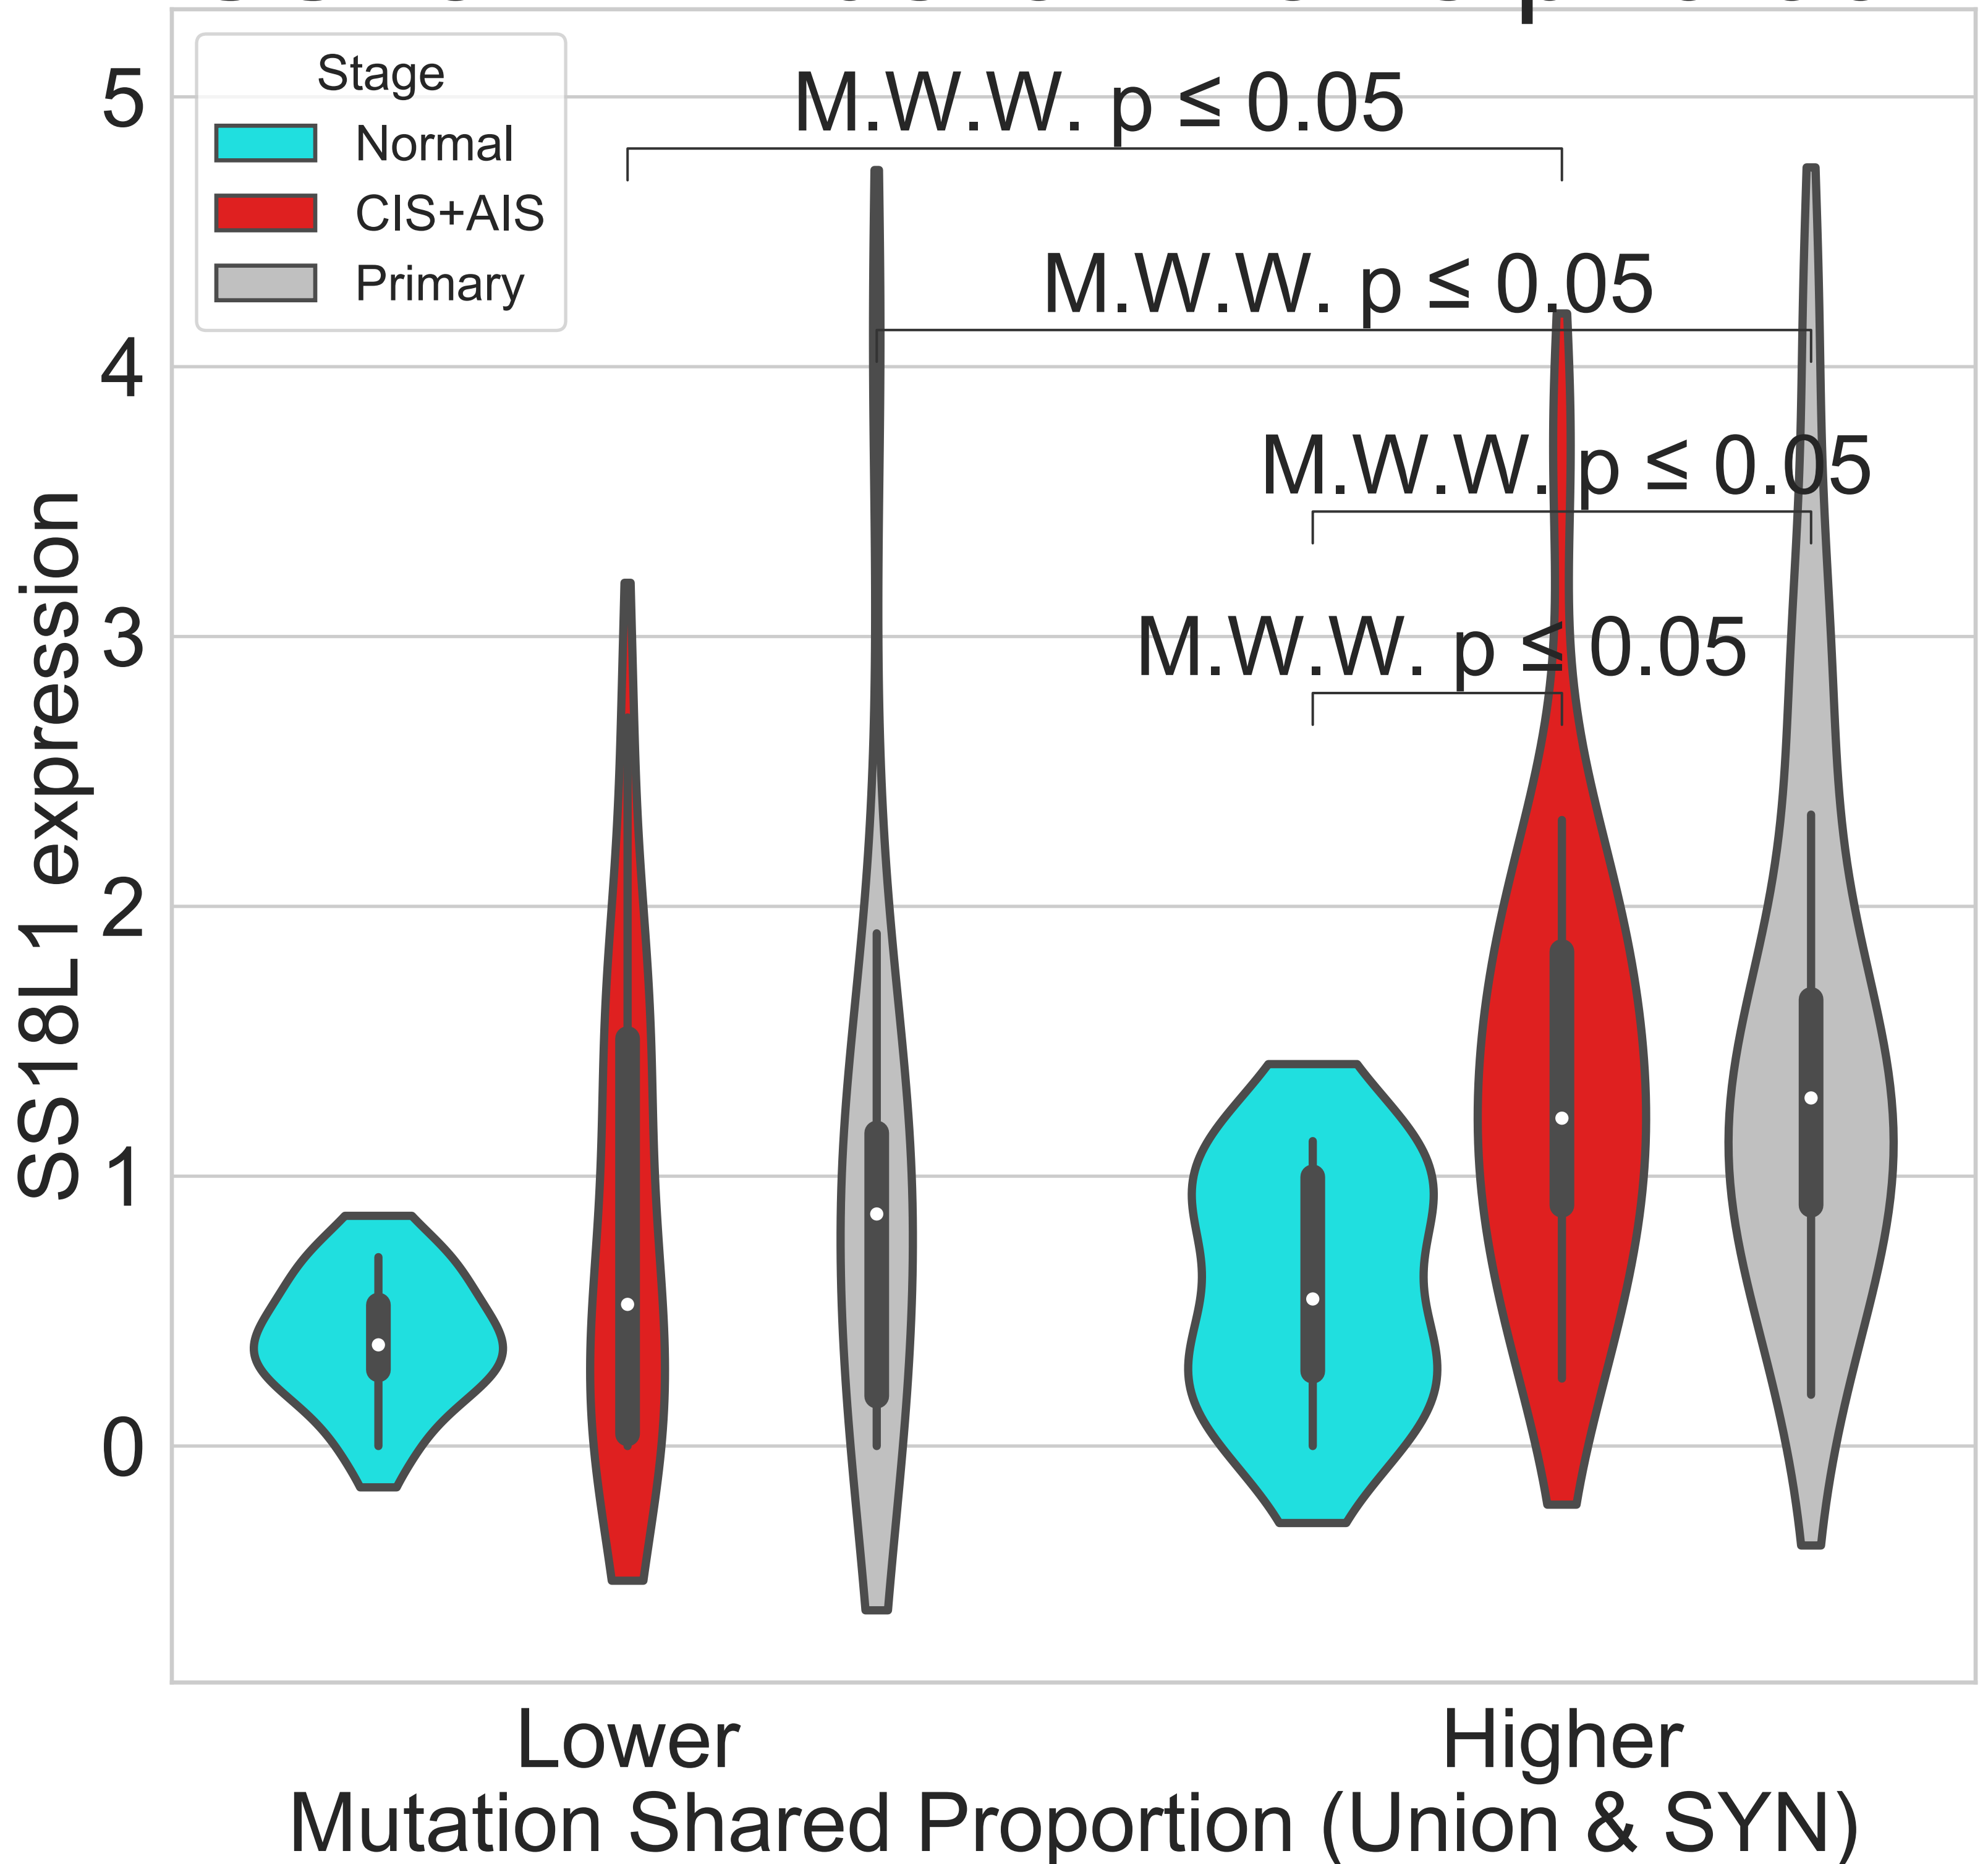 Stage
Normal
CIS+AIS
Primary
M.W.W. p ≤ 0.05
M.W.W. p ≤ 0.05
M.W.W. p ≤ 0.05
M.W.W. p ≤ 0.05
5
4
3
2
1
0
SS18L1 expression
Lower
Higher
Mutation Shared Proportion (Union & SYN)